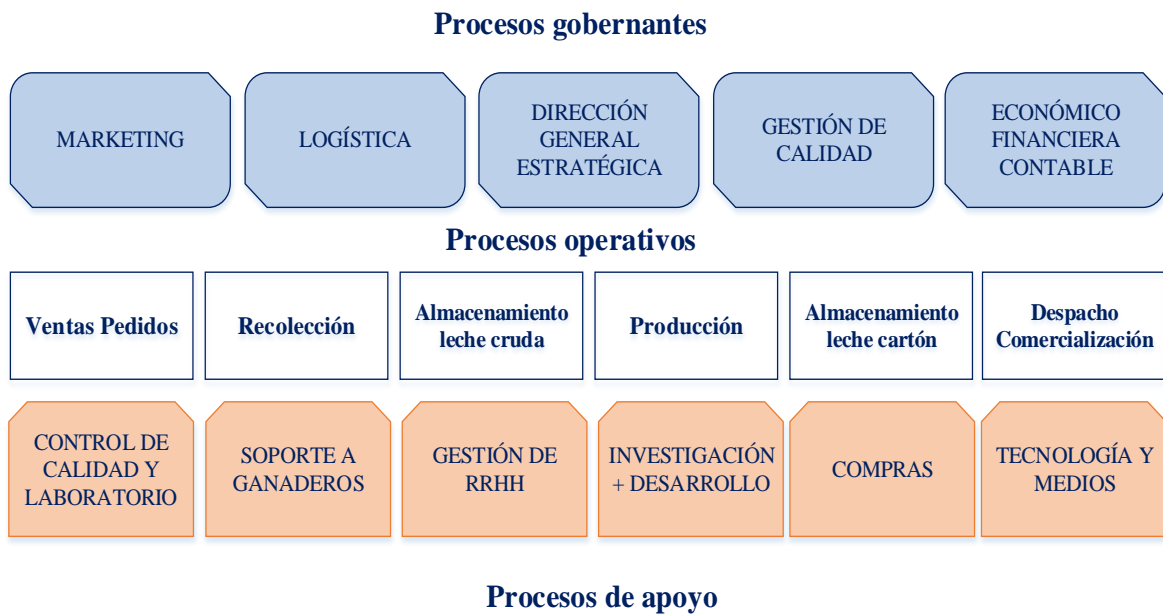 Procesos gobernantes
MARKETING
LOGÍSTICA
DIRECCIÓN
GENERAL
ESTRATÉGICA
GESTIÓN DE
CALIDAD
ECONÓMICO
FINANCIERA
CONTABLE
Procesos operativos
Ventas Pedidos
Recolección
Almacenamiento
leche cruda
Producción
Almacenamiento
leche cartón
Despacho
Comercialización
CONTROL DE
CALIDAD Y
LABORATORIO
SOPORTE A
GANADEROS
GESTIÓN DE
RRHH
INVESTIGACIÓN
+ DESARROLLO
COMPRAS
TECNOLOGÍA Y
MEDIOS
Procesos de apoyo